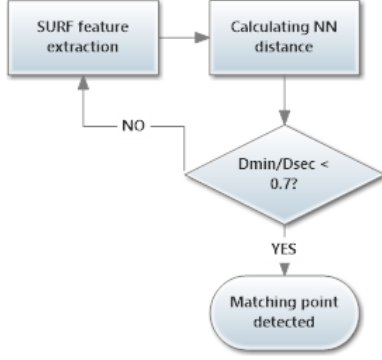 SURF feature
extraction
Calculating NN
distance
NO
Dmin/Dsec <
0.7?
YES
Matching point
detected